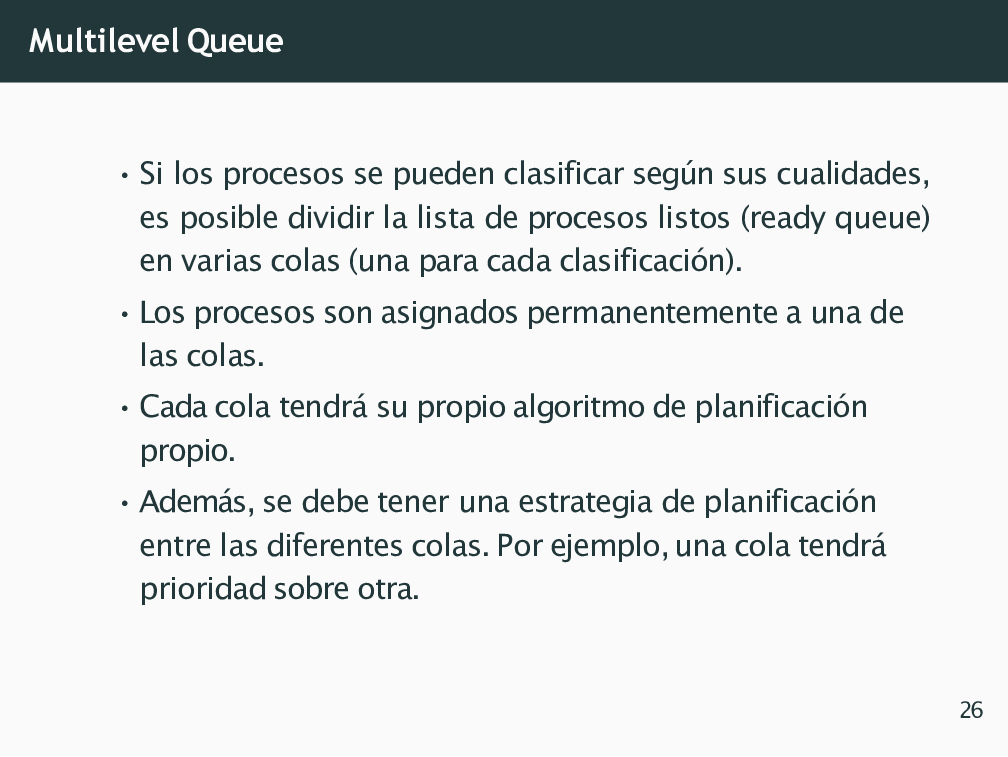 Multilevel Queue
• Si los procesos se pueden clasificar según sus cualidades,
es posible dividir la lista de procesos listos (ready queue)
en varias colas (una para cada clasificación).
• Los procesos son asignados permanentemente a una de
las colas.
• Cada cola tendrá su propio algoritmo de planificación
propio.
• Además, se debe tener una estrategia de planificación
entre las diferentes colas. Por ejemplo, una cola tendrá
prioridad sobre otra.
26